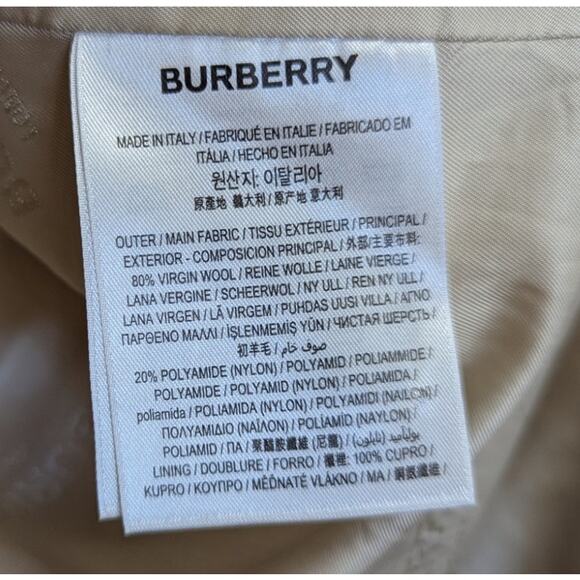 BURBERRY
MADE IN ITALY / FABRIQUÉ EN ITALIE / FABRICADO EM
ITÁLIA / HECHO EN ITALIA
원산지: 이탈리아
原產地 義大利 / 原产地 意大利
OUTER / MAIN FABRIC / TISSU EXTÉRIEUR / PRINCIPAL /
EXTERIOR - COMPOSICION PRINCIPAL / 外部/主要布料:
80% VIRGIN WOOL / REINE WOLLE / LAINE VIERGE /
LANA VERGINE / SCHEERWOL / NY ULL / REN NY ULL /
LANA VIRGEN / LÃ VIRGEM / PUHDAS UUSI VILLA / ΑΓΝΟ
ΠΑΡΘΕΝΟ ΜΑΛΛΙ / İŞLENMEMİŞ YÜN / ЧИСТАЯ ШЕРСТЬ /
初羊毛 / صوف خام /
20% POLYAMIDE (NYLON) / POLYAMID / POLIAMMIDE /
POLYAMIDE / POLYAMID (NYLON) / POLIAMIDA /
poliamida / POLIAMIDA (NYLON) / POLYAMIDI (NAILON) /
ΠΟΛΥΑΜΙΔΙΟ (ΝΑΪΛΟΝ) / POLİAMİD (NAYLON) /
POLIAMID / ПА / 聚醯胺纖維 (尼龍) / بولياميد (نايلون) /
LINING / DOUBLURE / FORRO / 襯裡: 100% CUPRO /
KUPRO / ΚΟΥΠΡΟ / MĚĎNATÉ VLÁKNO / МА / 銅氨纖維 /